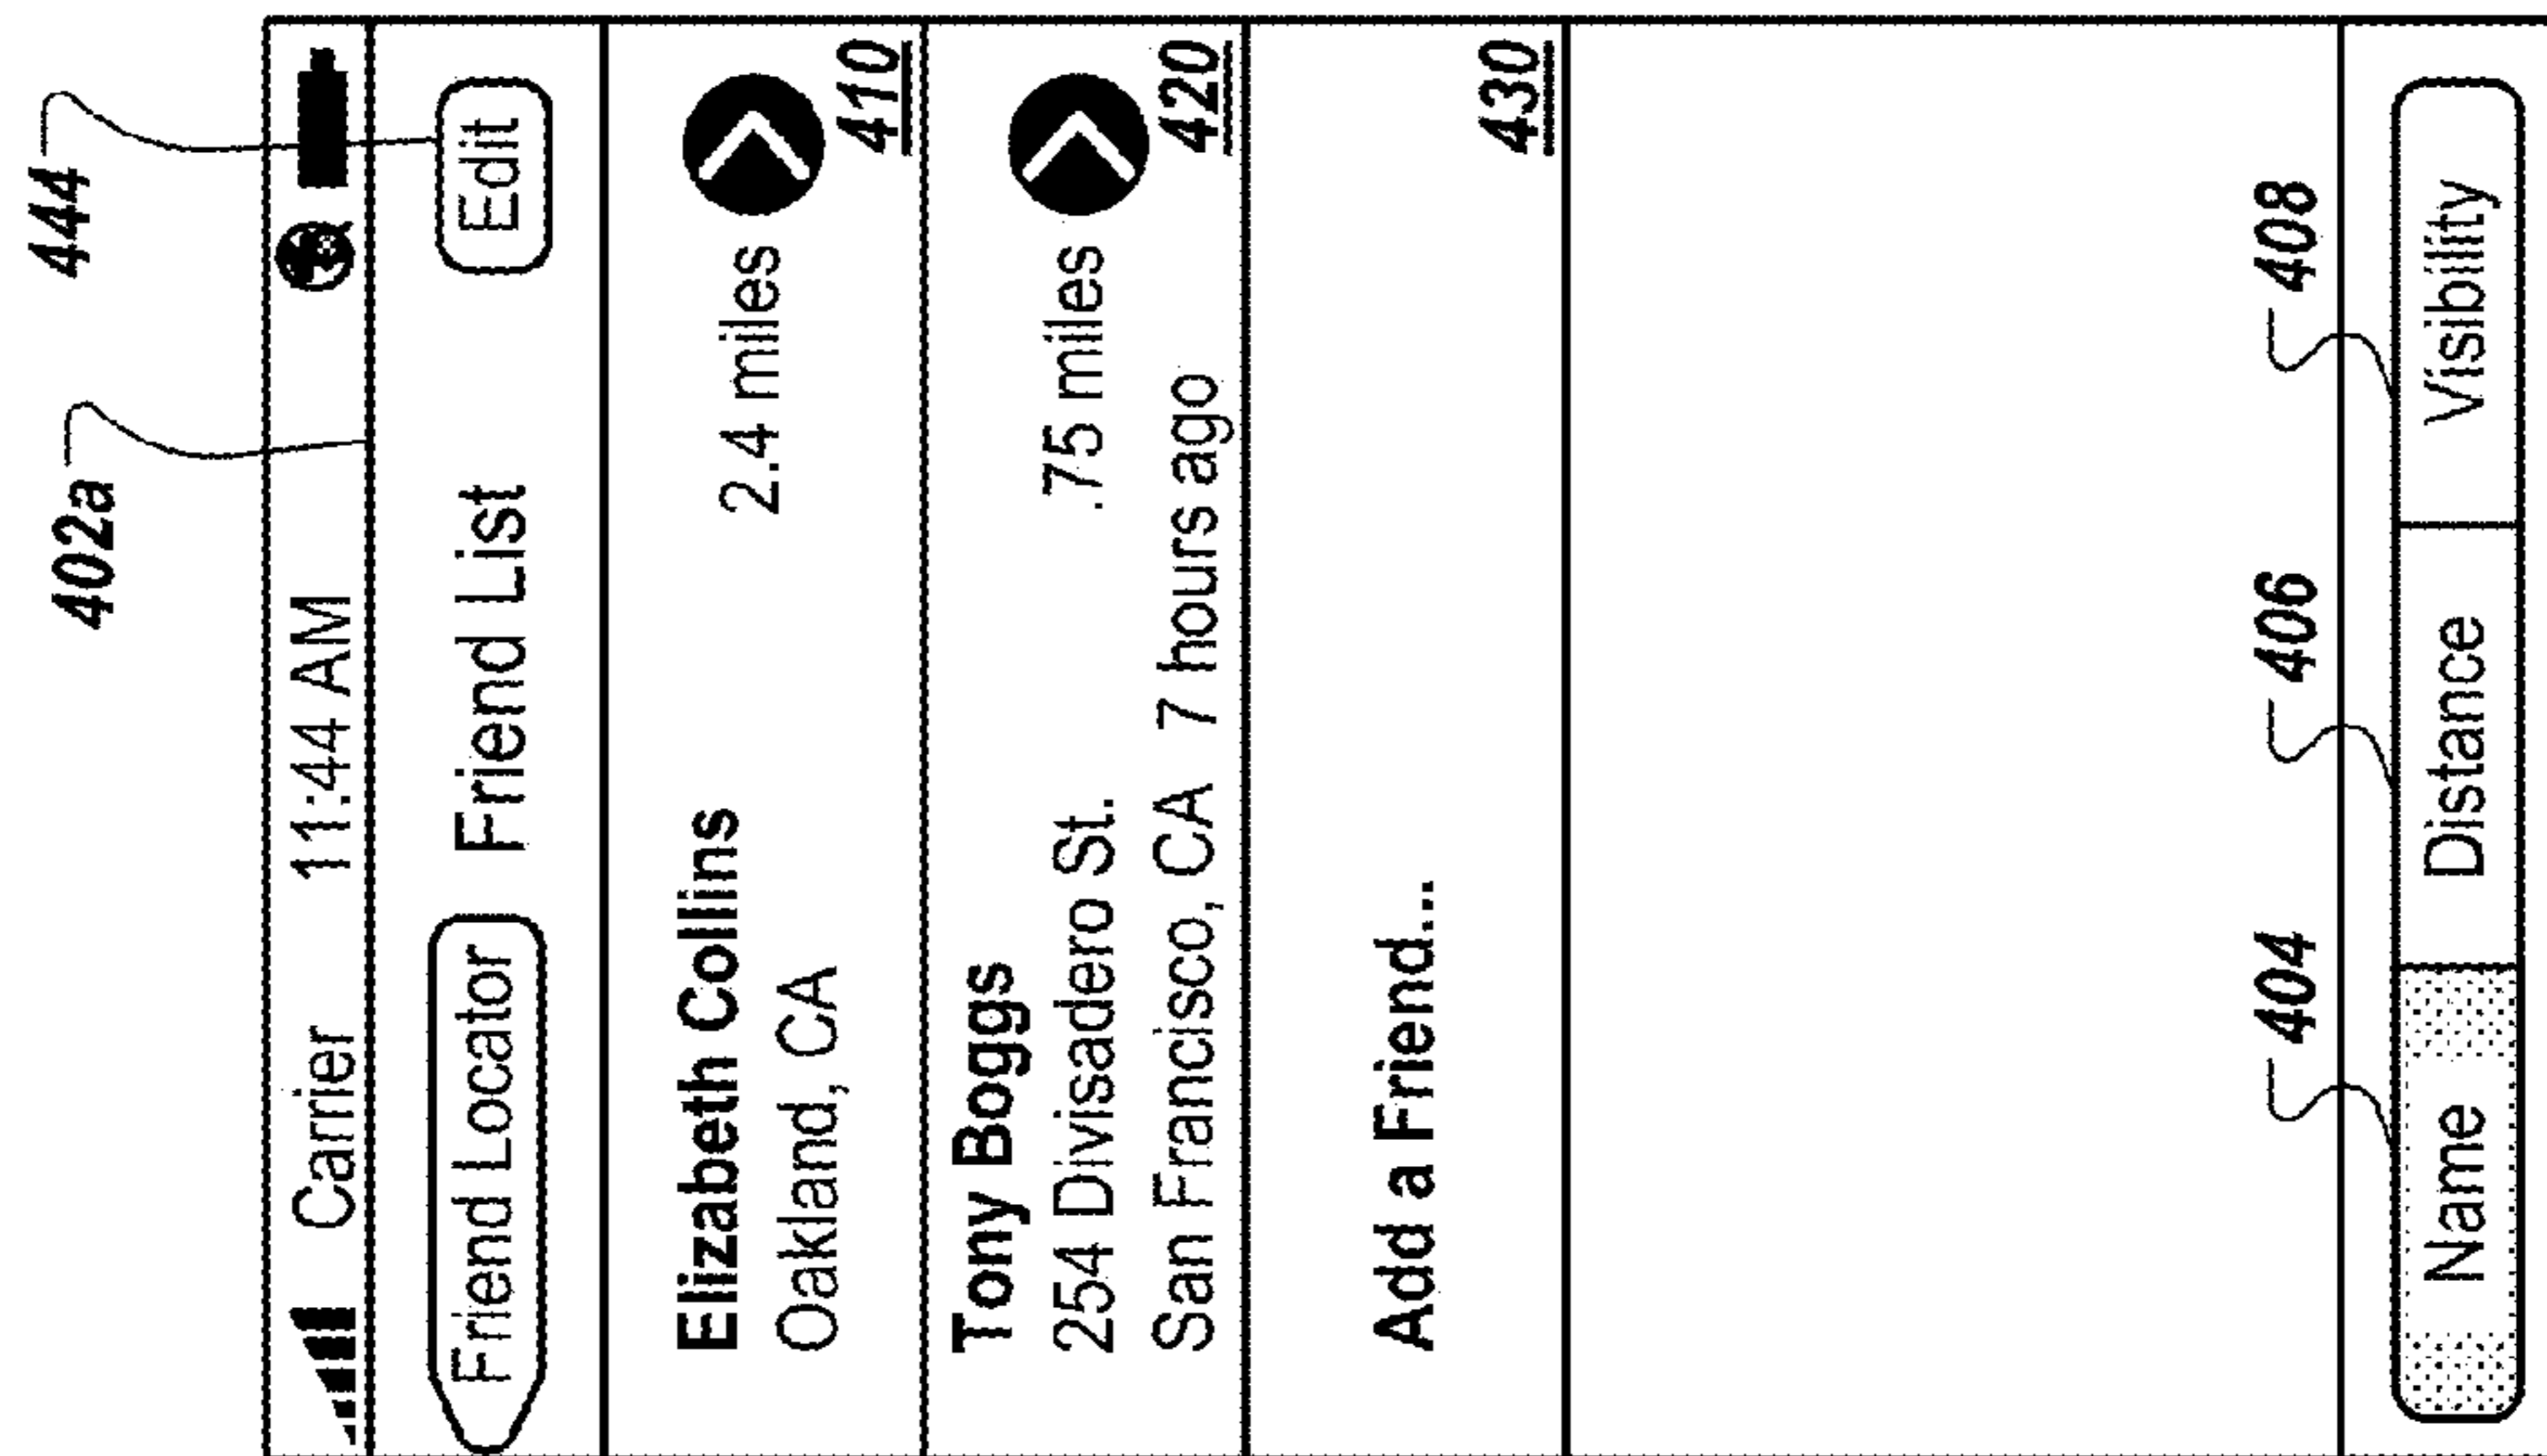 444
402a
Carrier 11:44 AM
Friend Locator Friend List Edit
Elizabeth Collins
Oakland, CA 2.4 miles
410
Tony Boggs
254 Divisadero St. .75 miles
San Francisco, CA 7 hours ago
420
Add a Friend...
430
404 406 408
Name Distance Visibility